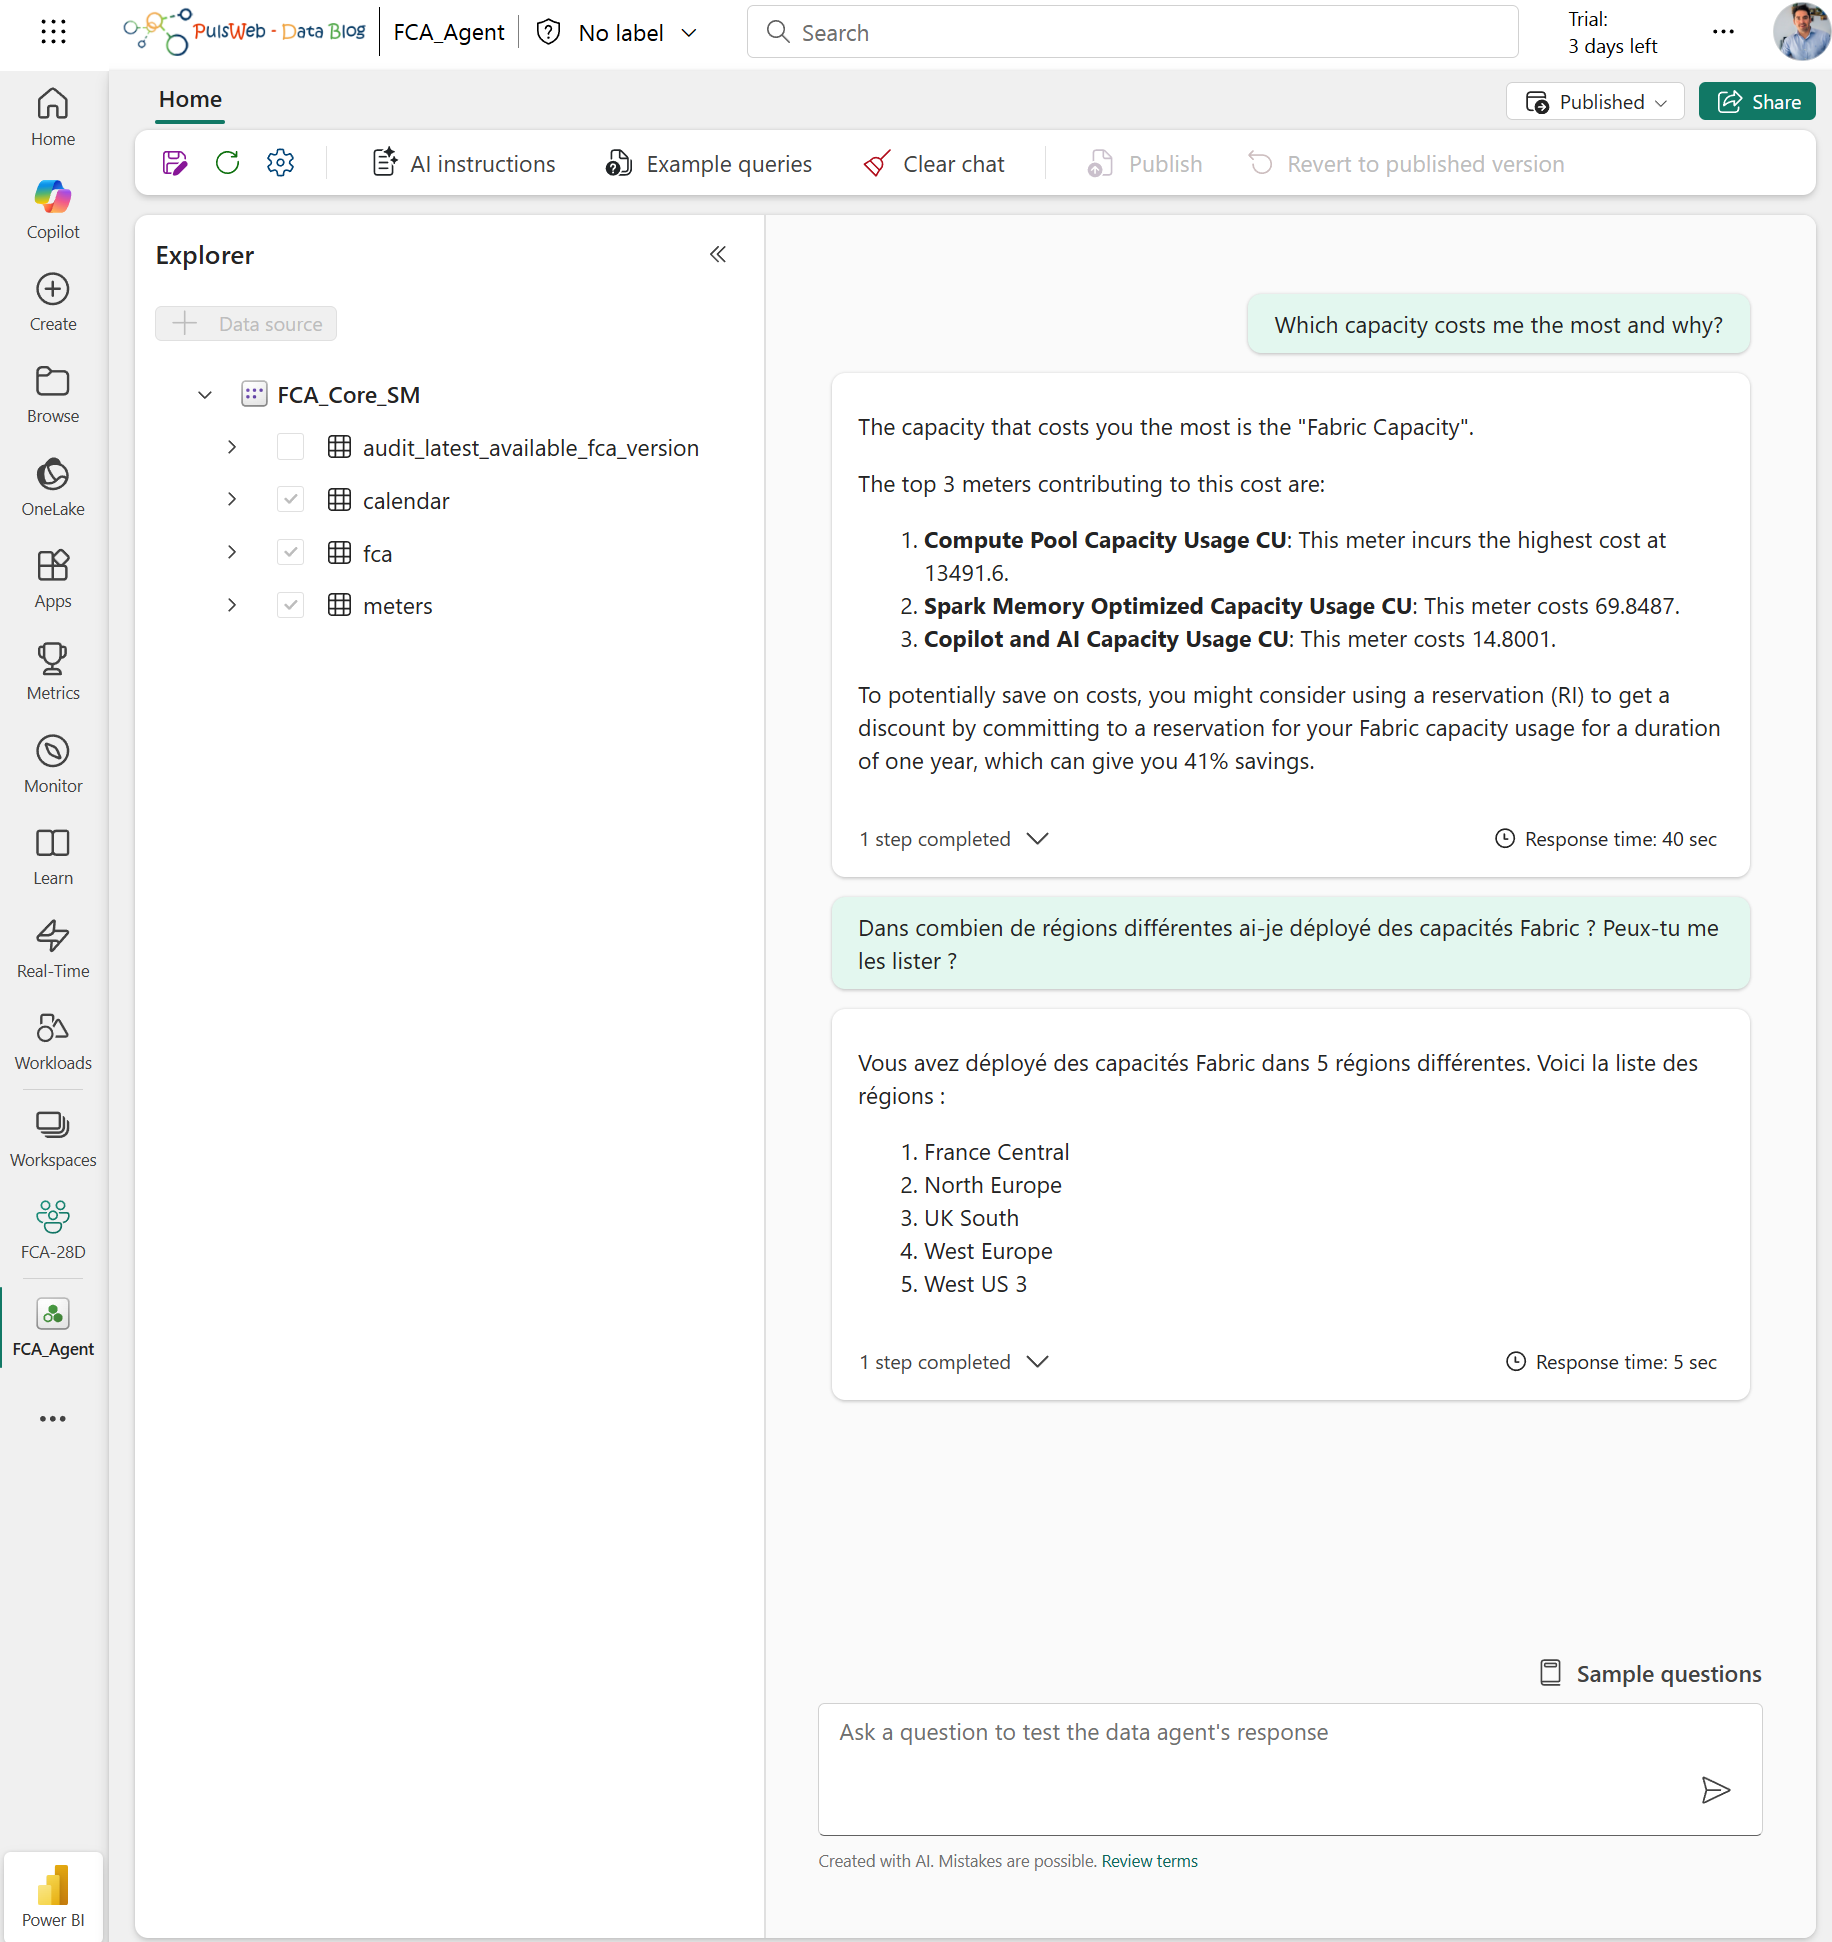 PulsWeb - Data Blog
FCA_Agent
No label
Search
Trial:
3 days left
Home
Published
Share
AI instructions
Example queries
Clear chat
Publish
Revert to published version
Home
Copilot
Create
Browse
OneLake
Apps
Metrics
Monitor
Learn
Real-Time
Workloads
Workspaces
FCA-28D
FCA_Agent
Power BI
Explorer
Data source
FCA_Core_SM
audit_latest_available_fca_version
calendar
fca
meters
Which capacity costs me the most and why?
The capacity that costs you the most is the "Fabric Capacity".
The top 3 meters contributing to this cost are:
1. Compute Pool Capacity Usage CU: This meter incurs the highest cost at
13491.6.
2. Spark Memory Optimized Capacity Usage CU: This meter costs 69.8487.
3. Copilot and AI Capacity Usage CU: This meter costs 14.8001.
To potentially save on costs, you might consider using a reservation (RI) to get a
discount by committing to a reservation for your Fabric capacity usage for a duration
of one year, which can give you 41% savings.
1 step completed
Response time: 40 sec
Dans combien de régions différentes ai-je déployé des capacités Fabric ? Peux-tu me
les lister ?
Vous avez déployé des capacités Fabric dans 5 régions différentes. Voici la liste des
régions :
1. France Central
2. North Europe
3. UK South
4. West Europe
5. West US 3
1 step completed
Response time: 5 sec
Sample questions
Ask a question to test the data agent's response
Created with AI. Mistakes are possible. Review terms